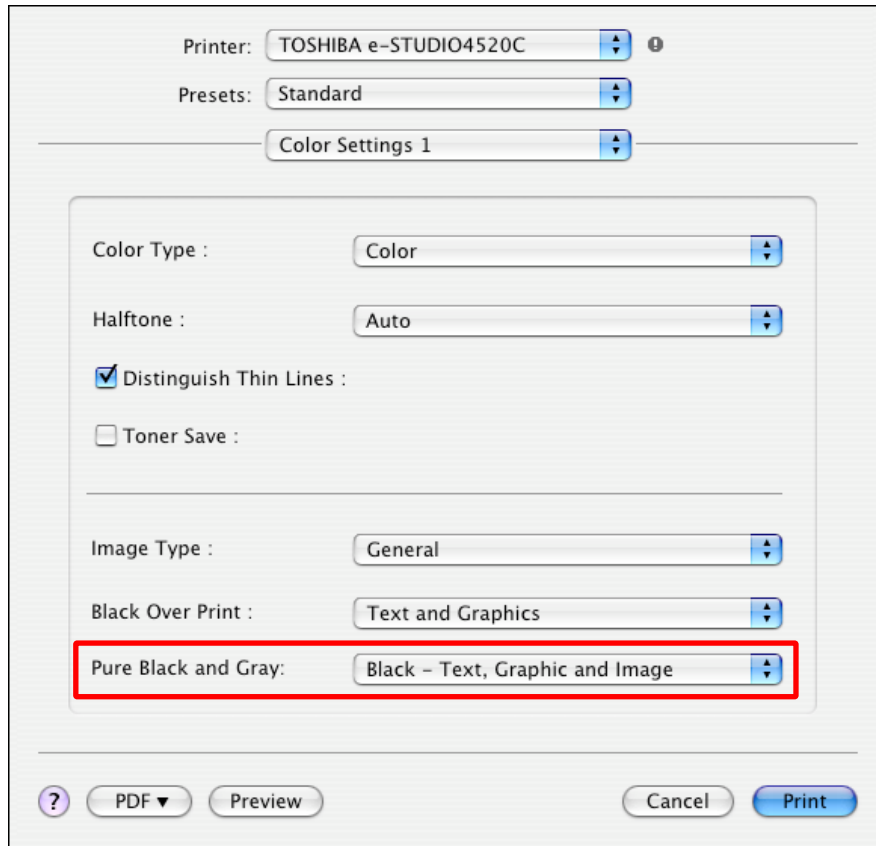 Printer: TOSHIBA e-STUDIO4520C
Presets: Standard
Color Settings 1
Color Type : Color
Halftone : Auto
Distinguish Thin Lines :
Toner Save :
Image Type : General
Black Over Print : Text and Graphics
Pure Black and Gray: Black – Text, Graphic and Image
? PDF ▼ Preview Cancel Print